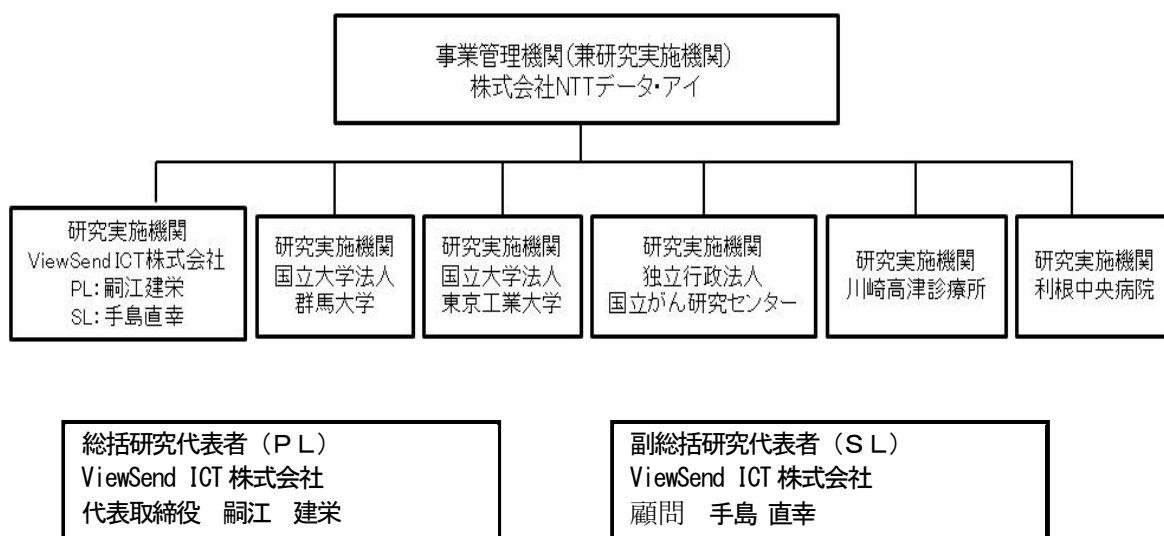 事業管理機関(兼研究実施機関)
株式会社NTTデータ・アイ
研究実施機関
ViewSend ICT株式会社
PL:嗣江建栄
SL:手島直幸
研究実施機関
国立大学法人
群馬大学
研究実施機関
国立大学法人
東京工業大学
研究実施機関
独立行政法人
国立がん研究センター
研究実施機関
川崎高津診療所
研究実施機関
利根中央病院
総括研究代表者(PL)
ViewSend ICT 株式会社
代表取締役 嗣江 建栄
副総括研究代表者(SL)
ViewSend ICT 株式会社
顧問 手島 直幸